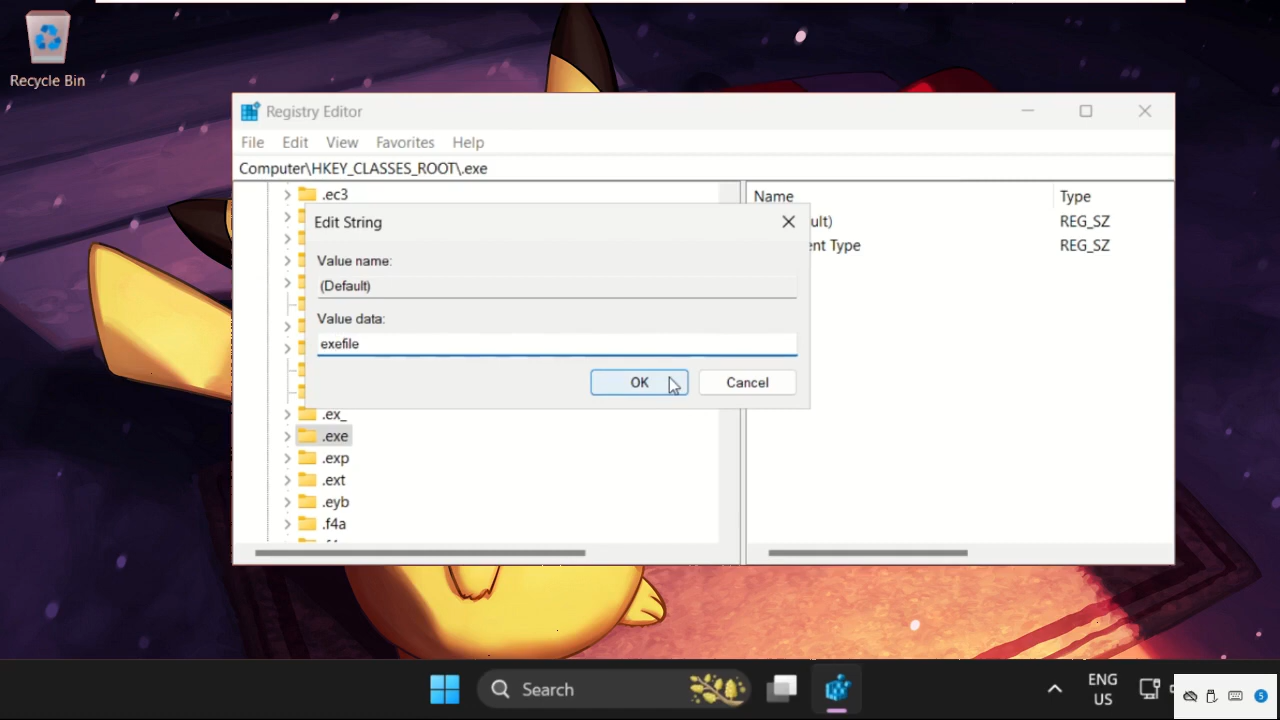 Recycle Bin
Registry Editor
File Edit View Favorites Help
Computer\HKEY_CLASSES_ROOT\.exe
.ec3
Name Type
Edit String
ult) REG_SZ
Value name:
ent Type REG_SZ
(Default)
Value data:
exefile
OK Cancel
.ex_
.exe
.exp
.ext
.eyb
.f4a
Search
ENG
US
5